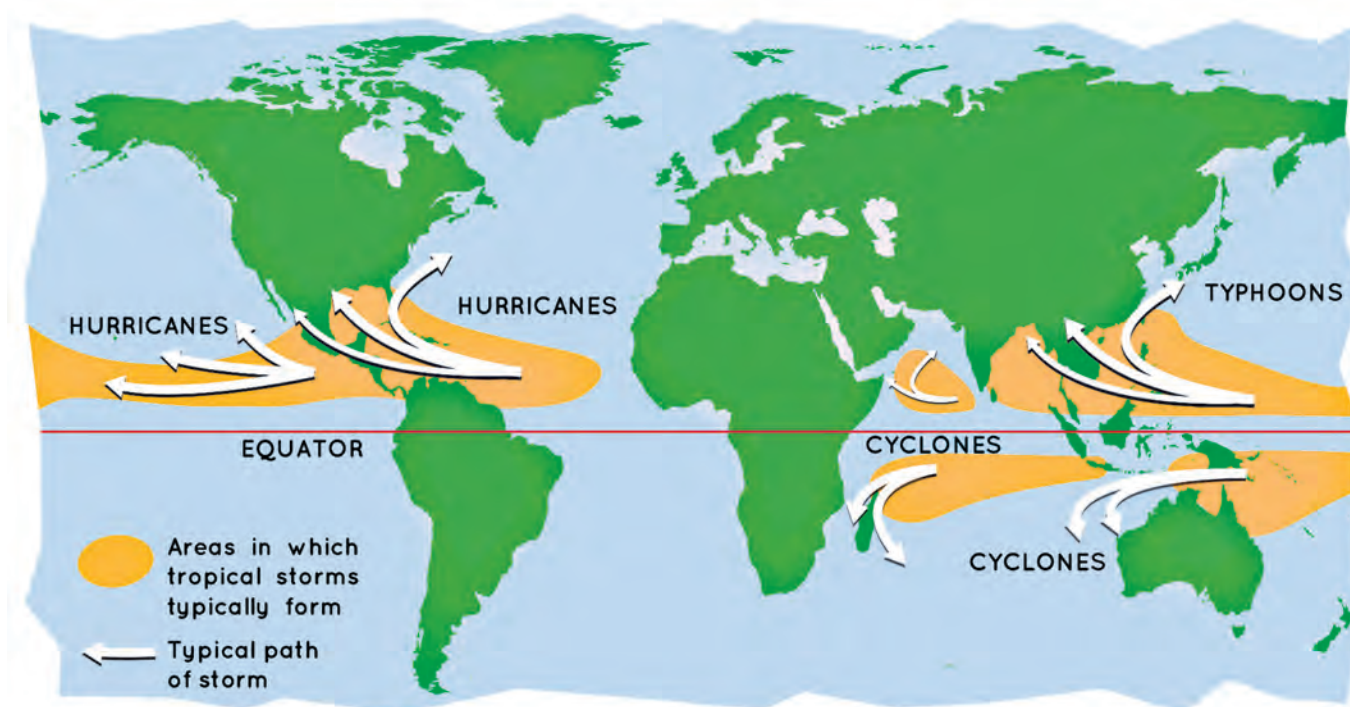 HURRICANES
HURRICANES
TYPHOONS
EQUATOR
CYCLONES
CYCLONES
Areas in which
tropical storms
typically form
Typical path
of storm